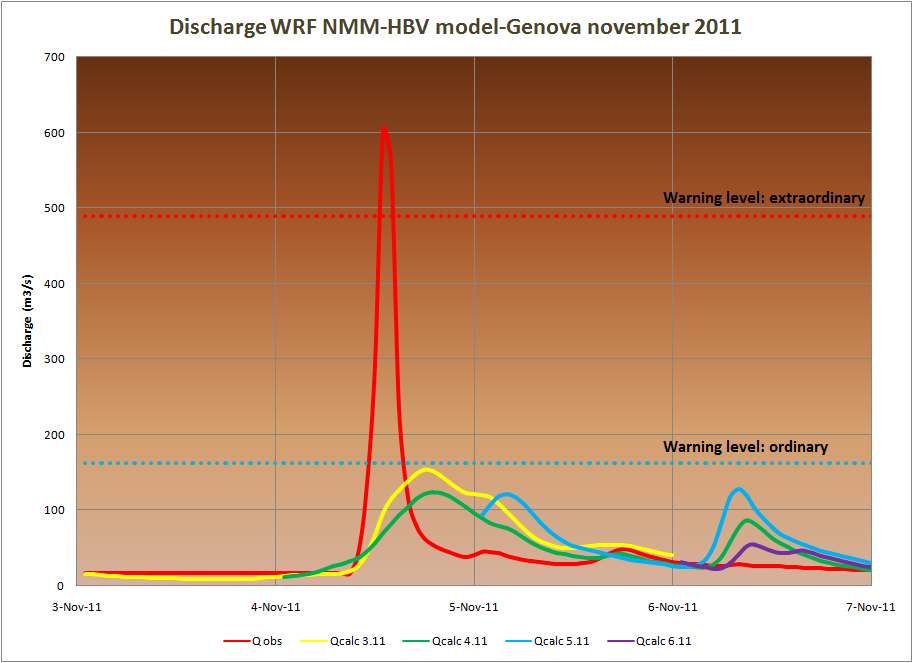 Discharge WRF NMM-HBV model-Genova november 2011
700
600
500
400
300
200
100
0
Discharge (m3/s)
Warning level: extraordinary
Warning level: ordinary
3-Nov-11 4-Nov-11 5-Nov-11 6-Nov-11 7-Nov-11
Q obs Qcalc 3.11 Qcalc 4.11 Qcalc 5.11 Qcalc 6.11